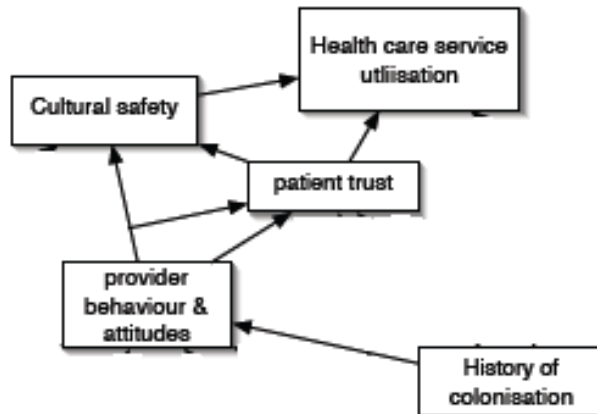 Health care service
utliisation
Cultural safety
patient trust
provider
behaviour &
attitudes
History of
colonisation